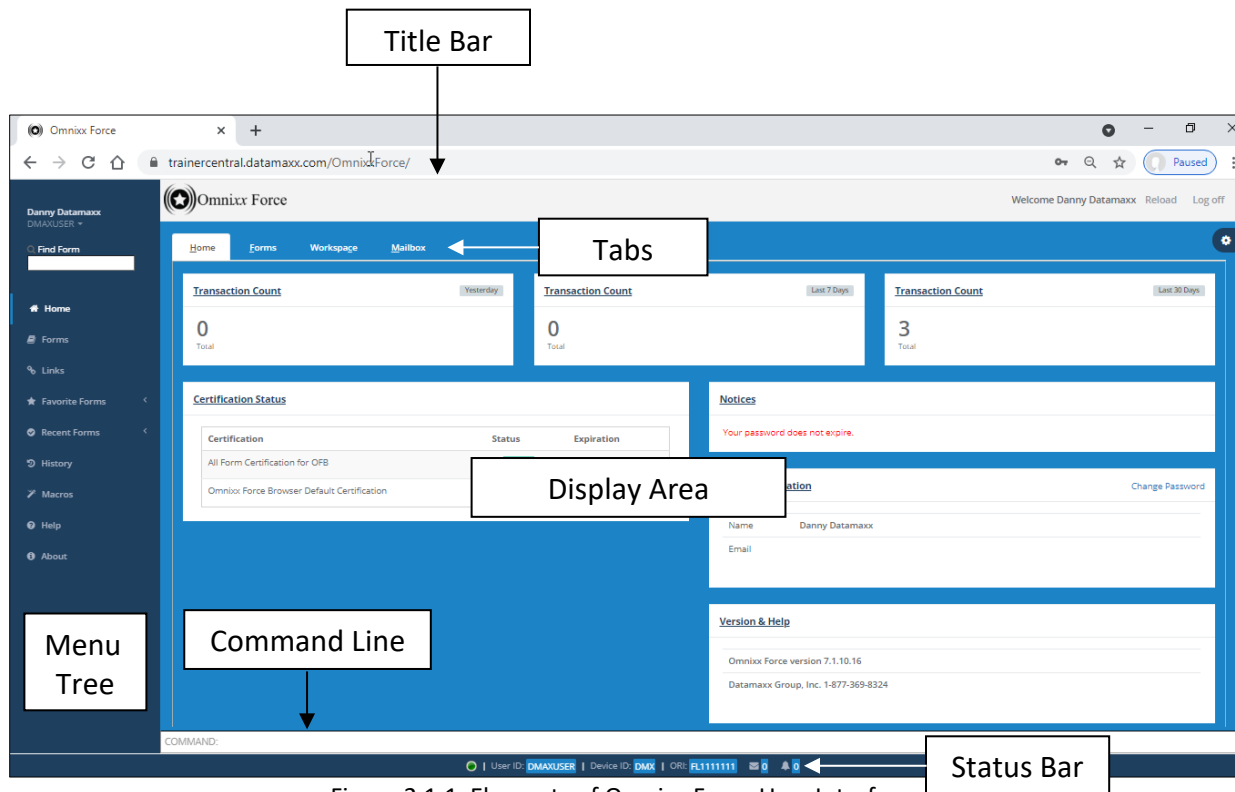 Title Bar
Omnixx Force
trainercentral.datamaxx.com/OmnixxForce/
Paused
Danny Datamaxx
DMAXUSER
Find Form
Home
Forms
Links
Favorite Forms
Recent Forms
History
Macros
Help
About
Menu
Tree
Omnixx Force
Welcome Danny Datamaxx Reload Log off
Home Forms Workspace Mailbox
Tabs
Transaction Count Yesterday
0
Total
Transaction Count Last 7 Days
0
Total
Transaction Count Last 30 Days
3
Total
Certification Status
Certification Status Expiration
All Form Certification for OFB
Omnixx Force Browser Default Certification
Display Area
Notices
Your password does not expire.
Change Password
Name Danny Datamaxx
Email
Version & Help
Omnixx Force version 7.1.10.16
Datamaxx Group, Inc. 1-877-369-8324
Command Line
COMMAND:
| User ID: DMAXUSER | Device ID: DMX | ORI: FL1111111 0 0
Status Bar